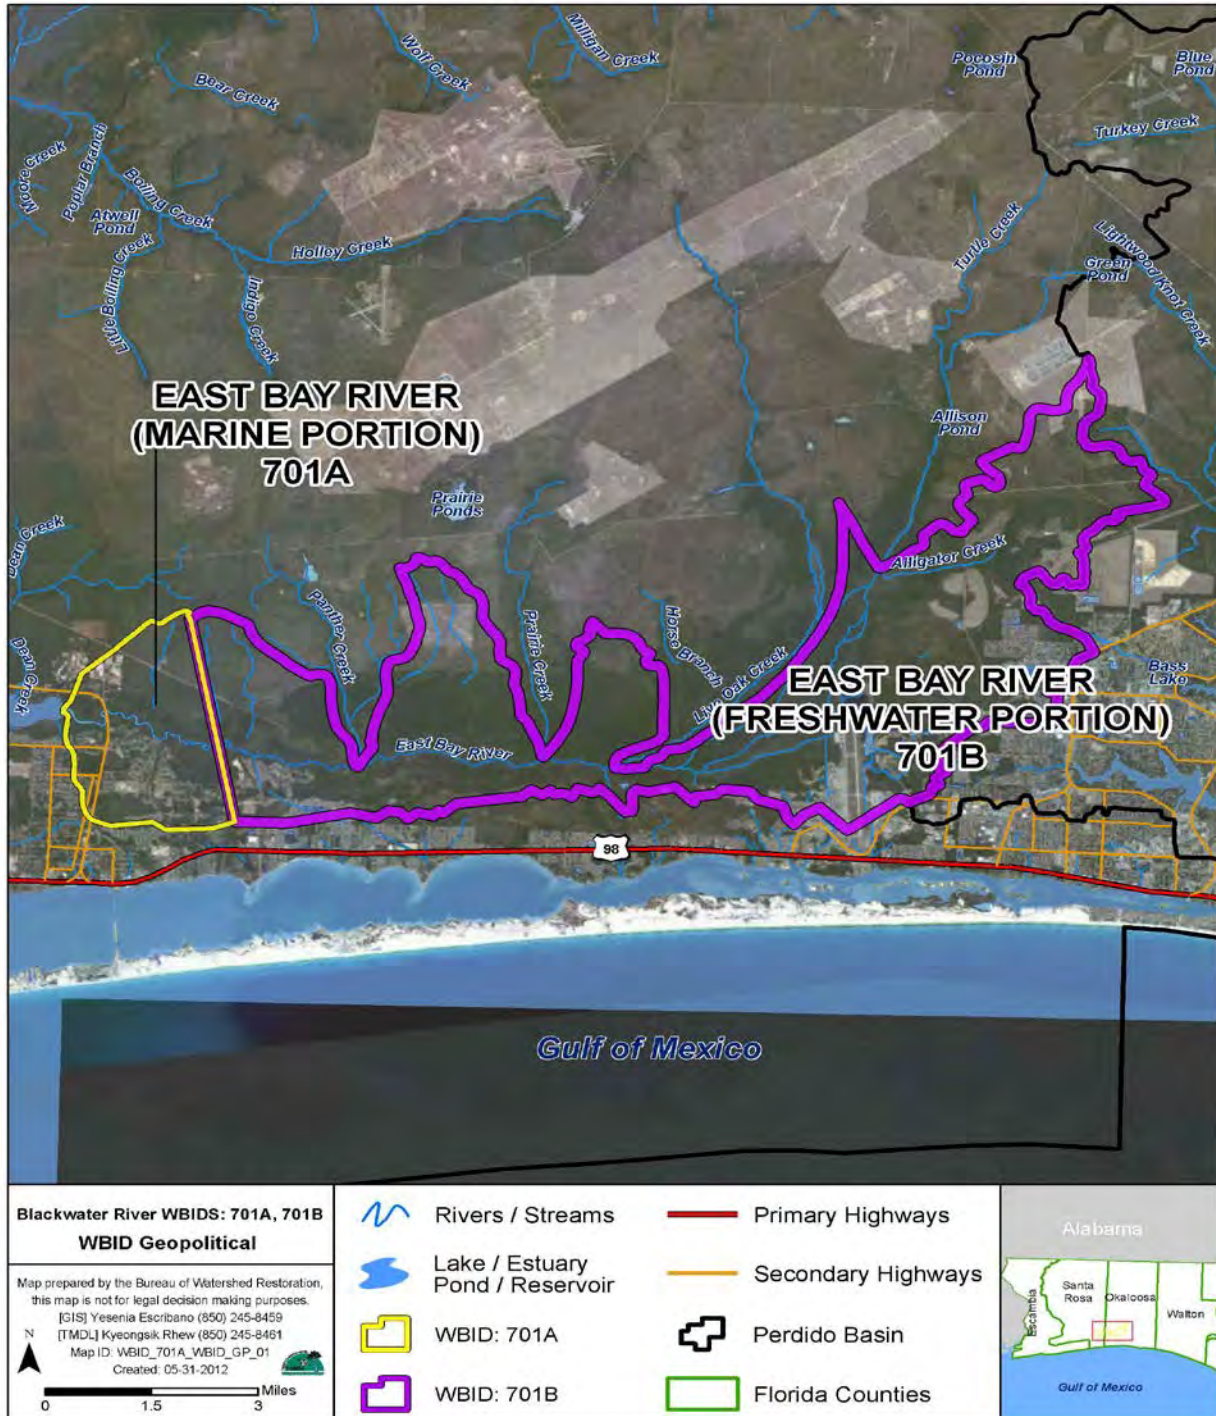 Milligan Creek
Wolf Creek
Bear Creek
Pocosin
Pond
Blue
Pond
Turkey Creek
Moore Creek
Poplar Branch
Boiling Creek
Atwell
Pond
Holley Creek
Little Boiling Creek
Indigo Creek
Turtle Creek
Lightwood Knot Creek
Green
Pond
EAST BAY RIVER
(MARINE PORTION)
701A
Allison
Pond
Prairie
Ponds
Dean Creek
Alligator Creek
Panther Creek
Prairie Creek
Horse Branch
Live Oak Creek
Dean Creek
Bass
Lake
EAST BAY RIVER
(FRESHWATER PORTION)
701B
East Bay River
98
Gulf of Mexico
Blackwater River WBIDS: 701A, 701B
WBID Geopolitical
Map prepared by the Bureau of Watershed Restoration,
this map is not for legal decision making purposes.
[GIS] Yesenia Escribano (850) 245-8459
[TMDL] Kyeongsik Rhew (850) 245-8461
Map ID: WBID_701A_WBID_GP_01
Created: 05-31-2012
N
Miles
0 1.5 3
Rivers / Streams
Lake / Estuary
Pond / Reservoir
WBID: 701A
WBID: 701B
Primary Highways
Secondary Highways
Perdido Basin
Florida Counties
Alabama
Escambia
Santa
Rosa
Okaloosa
Walton
Gulf of Mexico